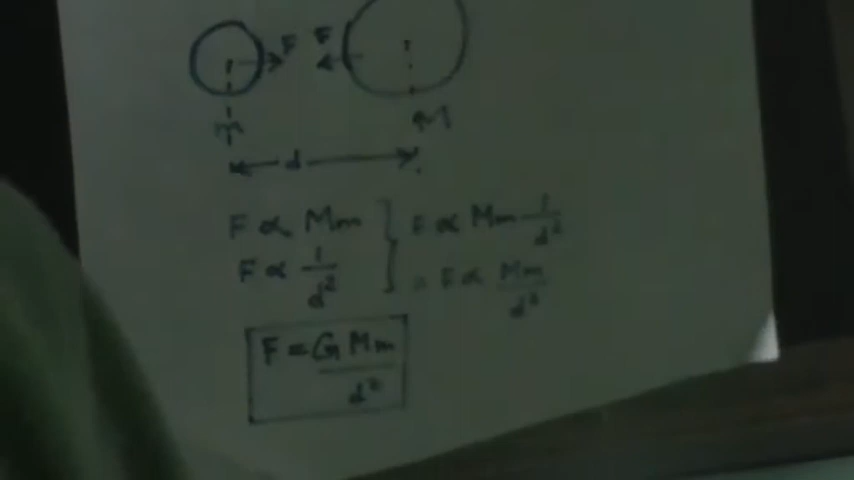 F F
m M
d
F ∝ Mm } F ∝ Mm 1/d²
F ∝ 1/d² ∴ F ∝ Mm/d²
F = G Mm/d²